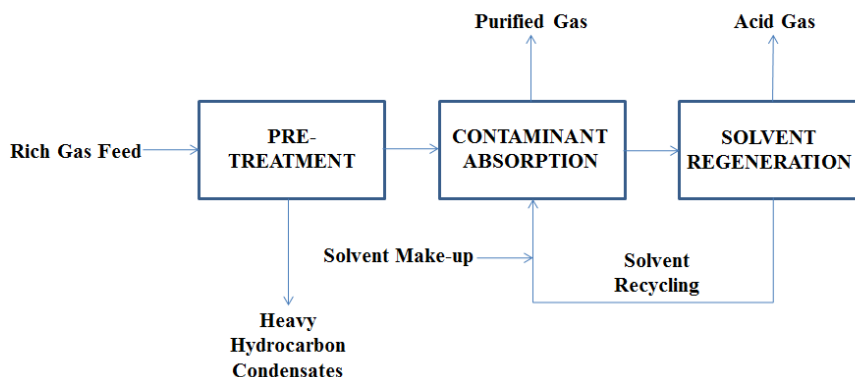 Purified Gas
Acid Gas
Rich Gas Feed
PRE-
TREATMENT
CONTAMINANT
ABSORPTION
SOLVENT
REGENERATION
Solvent Make-up
Solvent
Recycling
Heavy
Hydrocarbon
Condensates